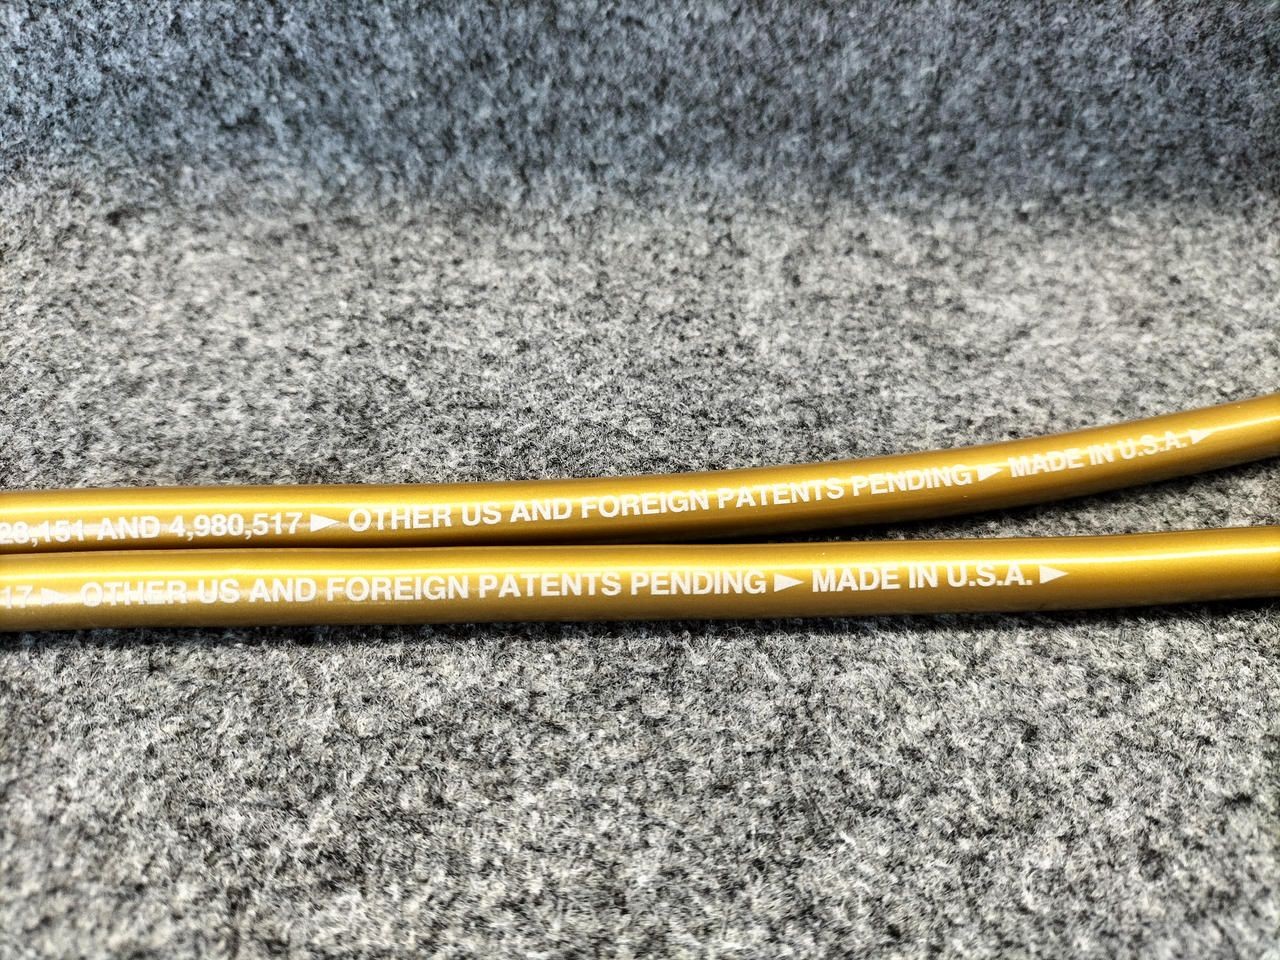 28,151 AND 4,980,517 ► OTHER US AND FOREIGN PATENTS PENDING ► MADE IN U.S.A. ►
17 ► OTHER US AND FOREIGN PATENTS PENDING ► MADE IN U.S.A. ►